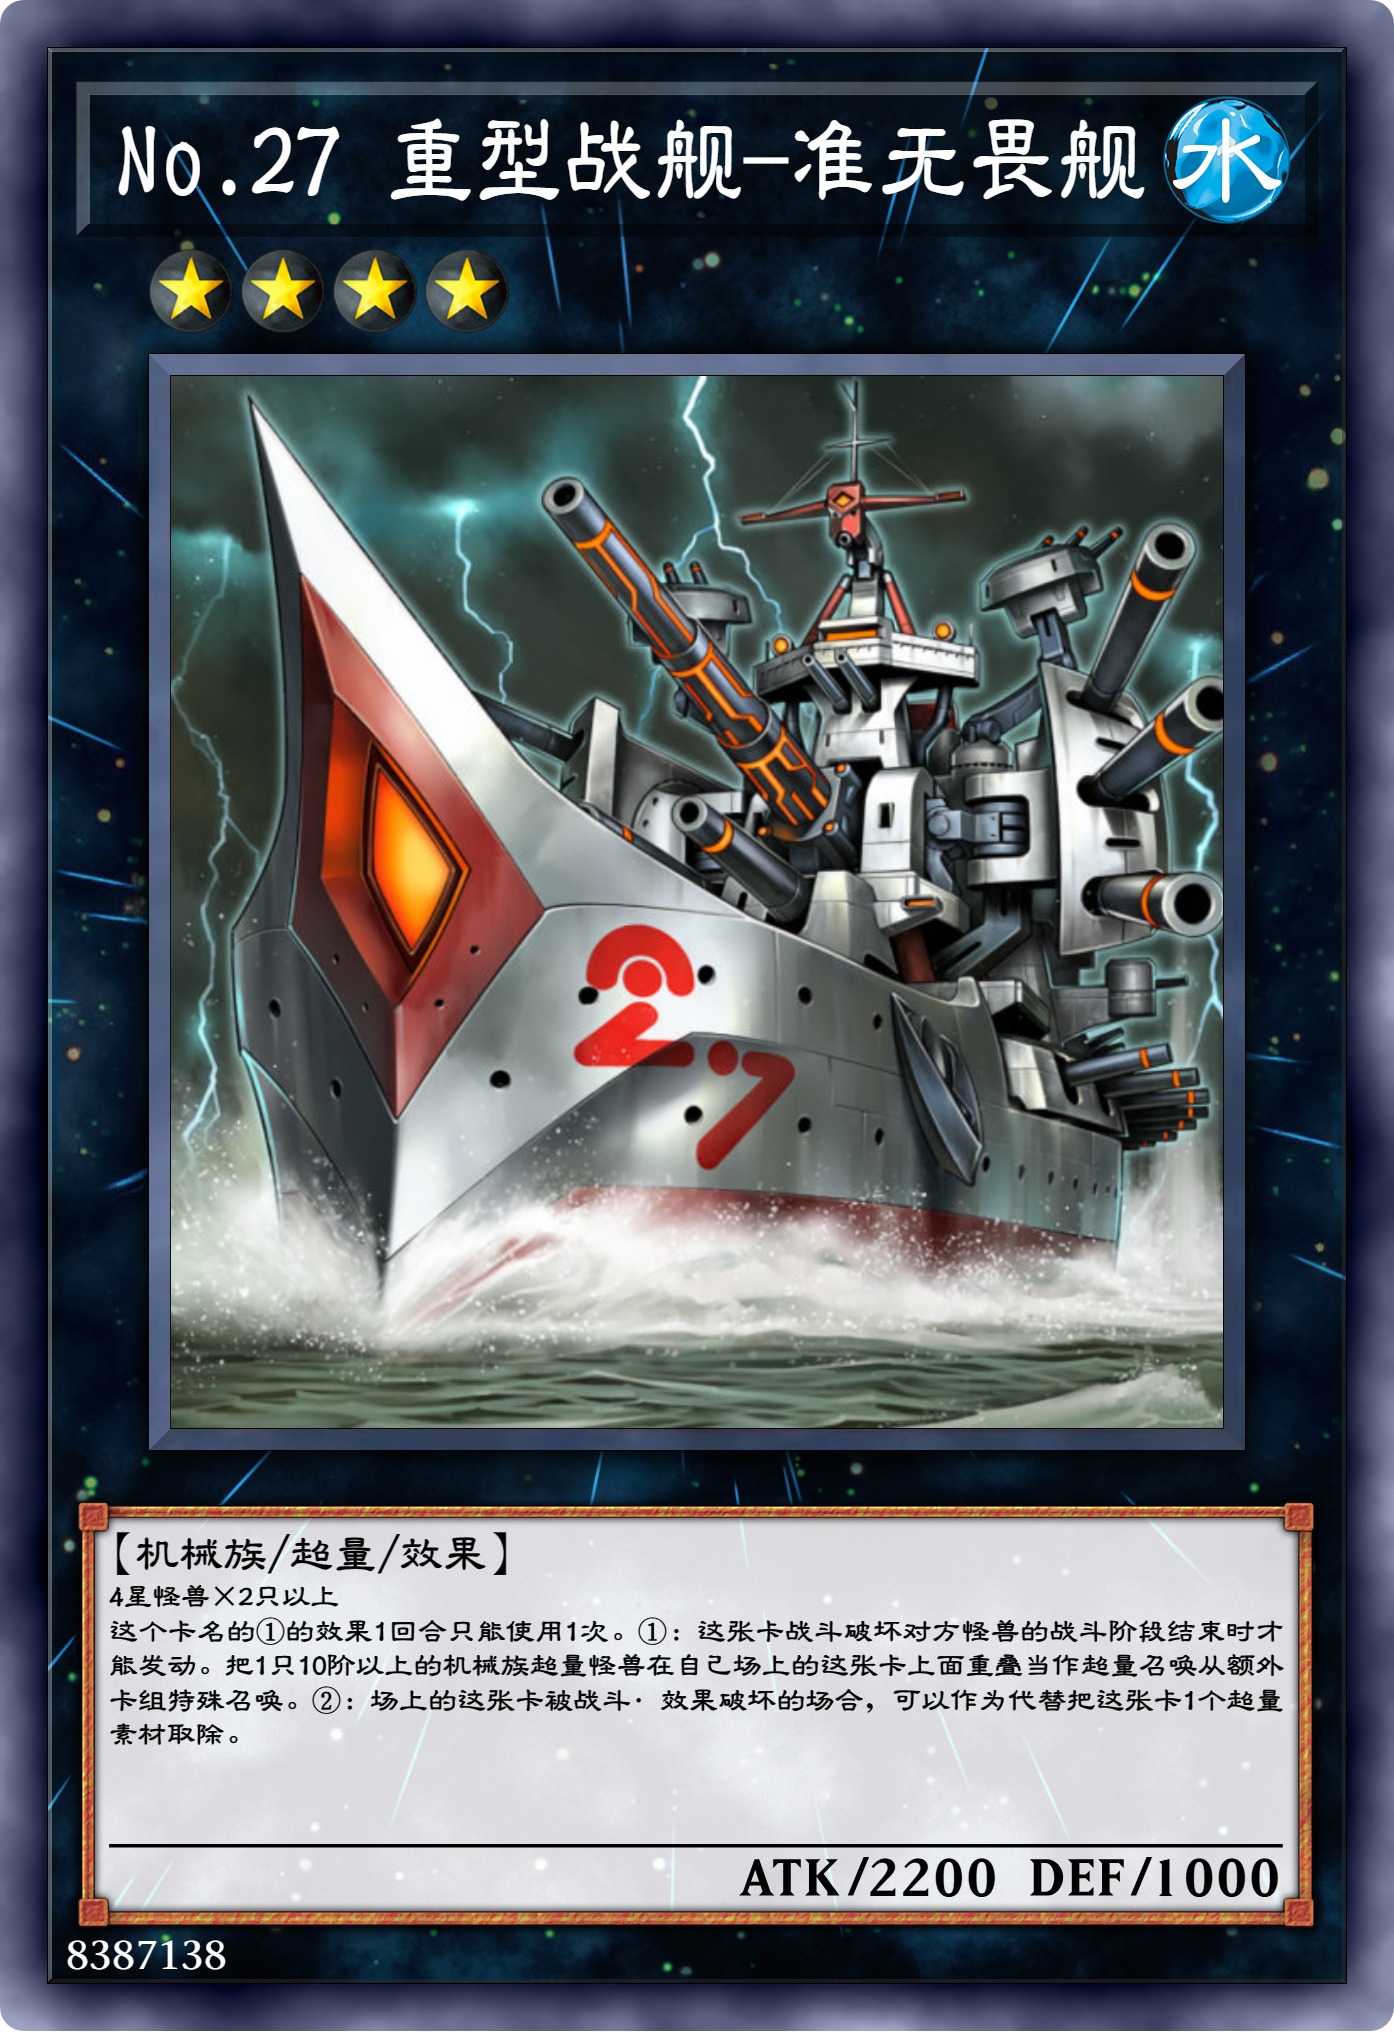 No.27 重型战舰-准无畏舰 水
27
【机械族/超量/效果】
4星怪兽×2只以上
这个卡名的①的效果1回合只能使用1次。①：这张卡战斗破坏对方怪兽的战斗阶段结束时才
能发动。把1只10阶以上的机械族超量怪兽在自己场上的这张卡上面重叠当作超量召唤从额外
卡组特殊召唤。②：场上的这张卡被战斗·效果破坏的场合，可以作为代替把这张卡1个超量
素材取除。
ATK/2200 DEF/1000
8387138